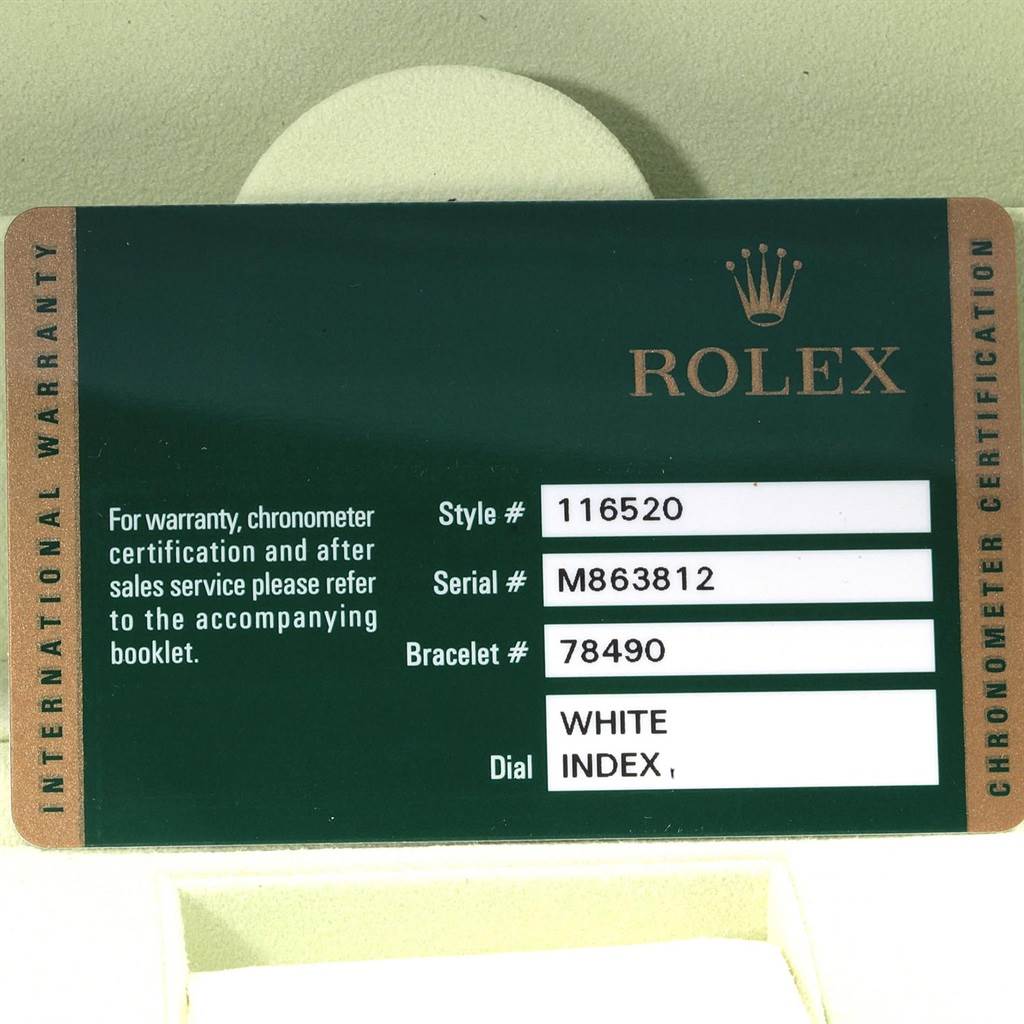 INTERNATIONAL WARRANTY
ROLEX
For warranty, chronometer
certification and after
sales service please refer
to the accompanying
booklet.
Style # 116520
Serial # M863812
Bracelet # 78490
Dial WHITE
INDEX,
CHRONOMETER CERTIFICATION